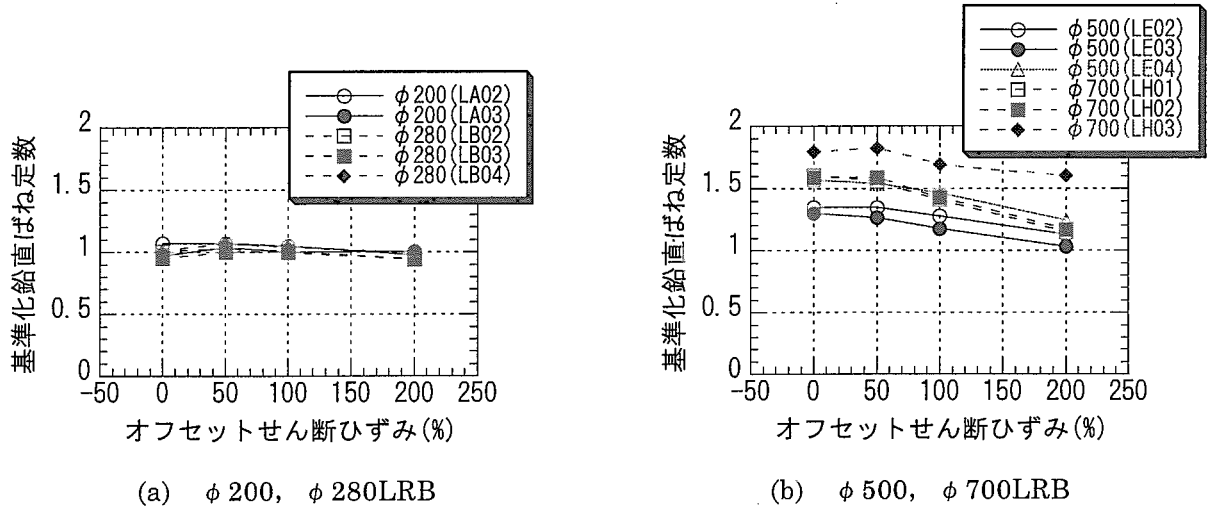 φ200(LA02)
φ200(LA03)
φ280(LB02)
φ280(LB03)
φ280(LB04)
基準化鉛直ばね定数
2
1.5
1
0.5
0
-50 0 50 100 150 200 250
オフセットせん断ひずみ(%)
(a) φ200, φ280LRB
φ500(LE02)
φ500(LE03)
φ500(LE04)
φ700(LH01)
φ700(LH02)
φ700(LH03)
基準化鉛直ばね定数
2
1.5
1
0.5
0
-50 0 50 100 150 200 250
オフセットせん断ひずみ(%)
(b) φ500, φ700LRB